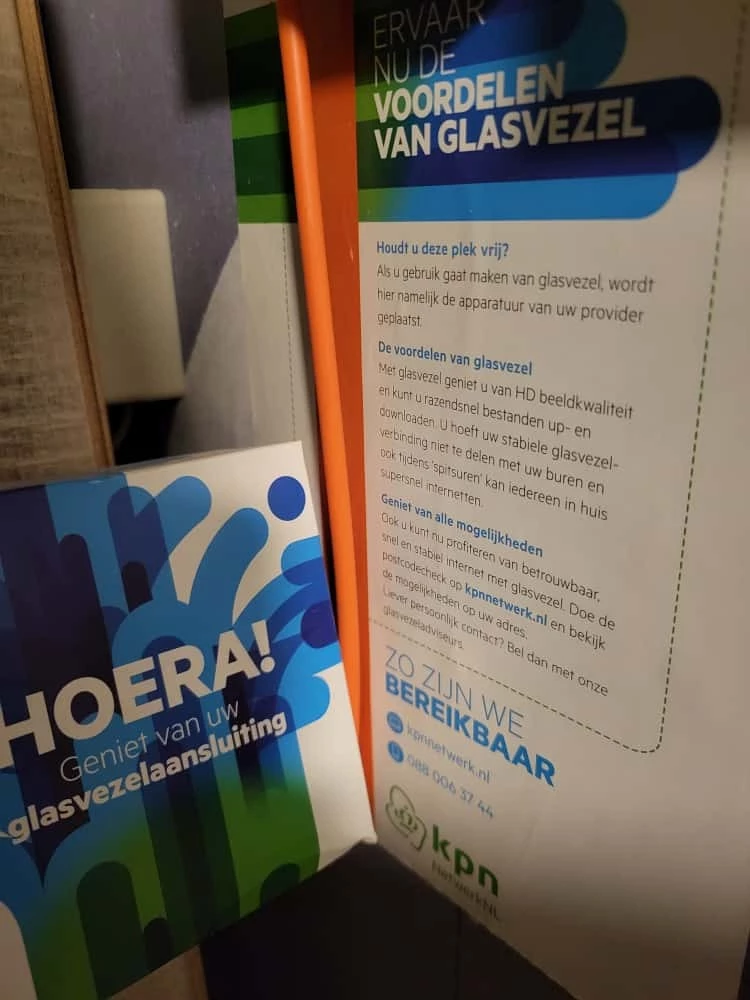 ERVAAR
NU DE
VOORDELEN
VAN GLASVEZEL
Houdt u deze plek vrij?
Als u gebruik gaat maken van glasvezel, wordt
hier namelijk de apparatuur van uw provider
geplaatst.
De voordelen van glasvezel
Met glasvezel geniet u van HD beeldkwaliteit
en kunt u razendsnel bestanden up- en
downloaden. U hoeft uw stabiele glasvezel-
verbinding niet te delen met uw buren en
ook tijdens 'spitsuren' kan iedereen in huis
supersnel internetten.
Geniet van alle mogelijkheden
Ook u kunt nu profiteren van betrouwbaar,
snel en stabiel internet met glasvezel. Doe de
postcodecheck op kpnnetwerk.nl en bekijk
de mogelijkheden op uw adres.
Liever persoonlijk contact? Bel dan met onze
glasvezeladviseurs.
ZO ZIJN WE
BEREIKBAAR
kpnnetwerk.nl
088 006 37 44
kpn
NetwerkNL
HOERA!
Geniet van uw
glasvezelaansluiting